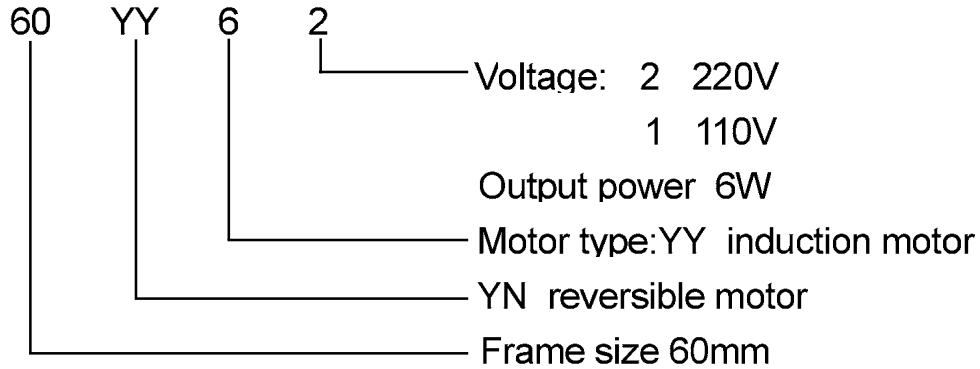 60 YY 6 2
Voltage: 2 220V
1 110V
Output power 6W
Motor type:YY induction motor
YN reversible motor
Frame size 60mm